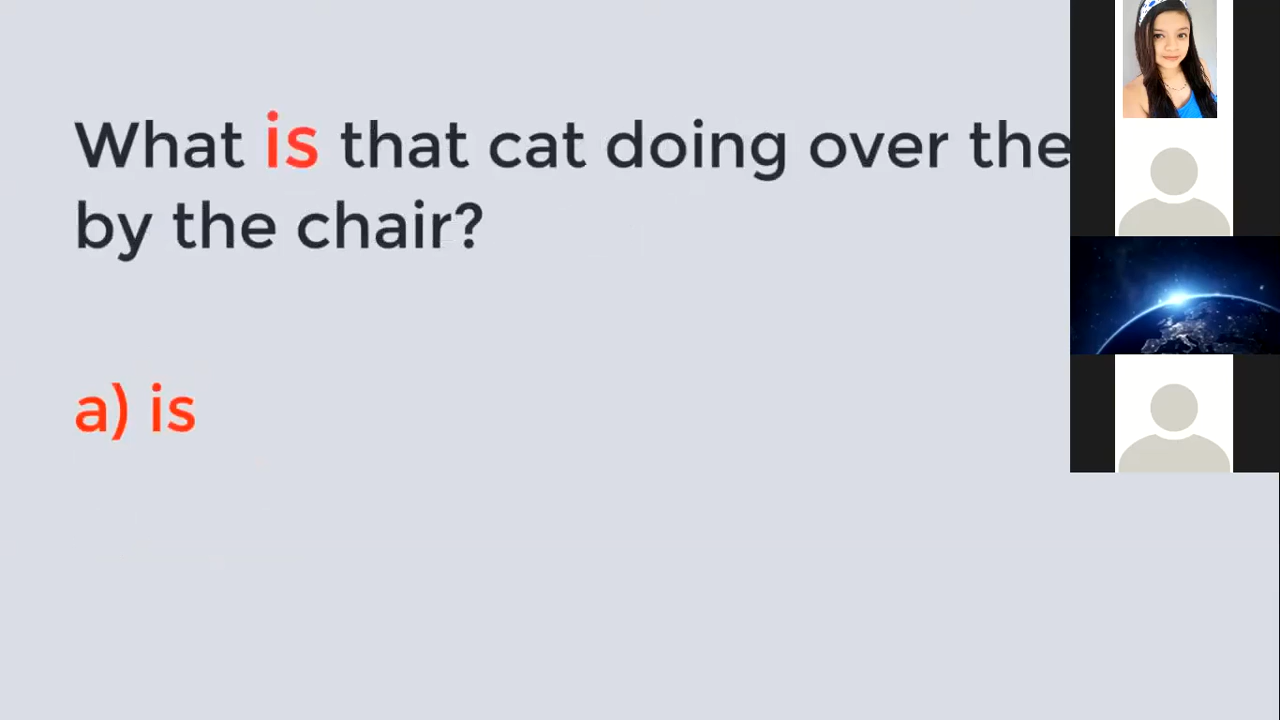 What is that cat doing over the
by the chair?
a) is